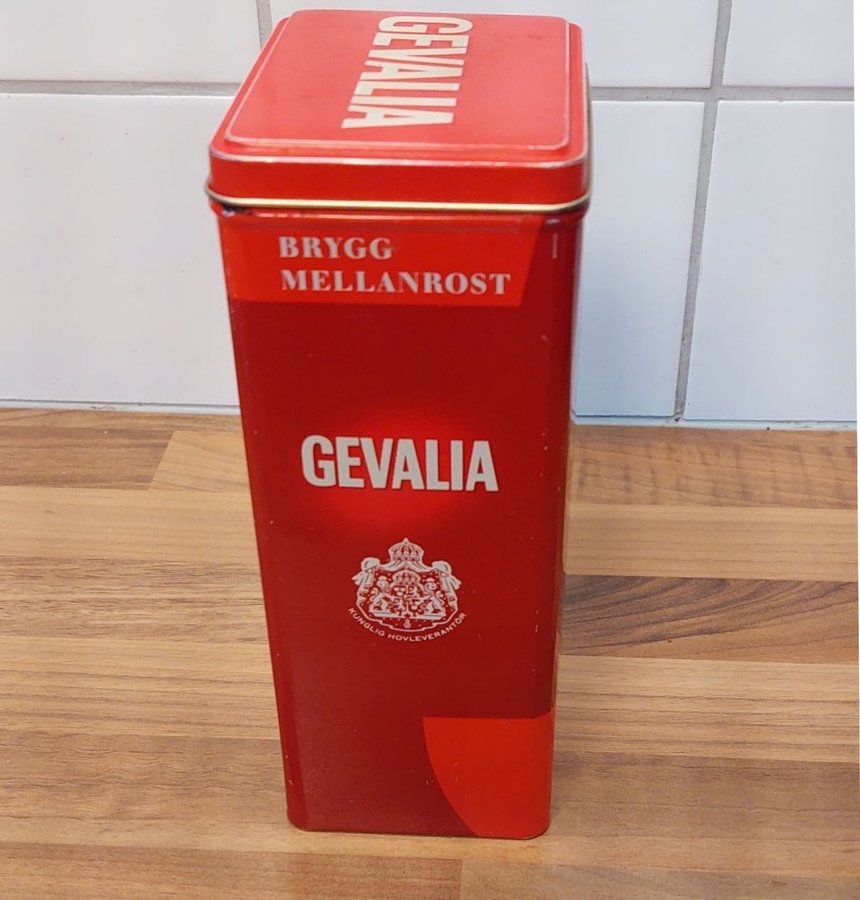 GEVALIA
BRYGG
MELLANROST
GEVALIA
KUNGLIG HOVLEVERANTÖR